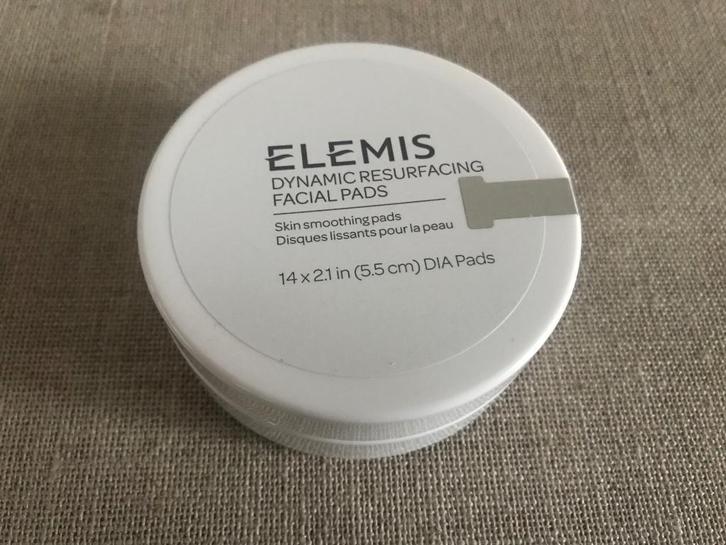 ELEMIS
DYNAMIC RESURFACING
FACIAL PADS
Skin smoothing pads
Disques lissants pour la peau
14 x 2.1 in (5.5 cm) DIA Pads